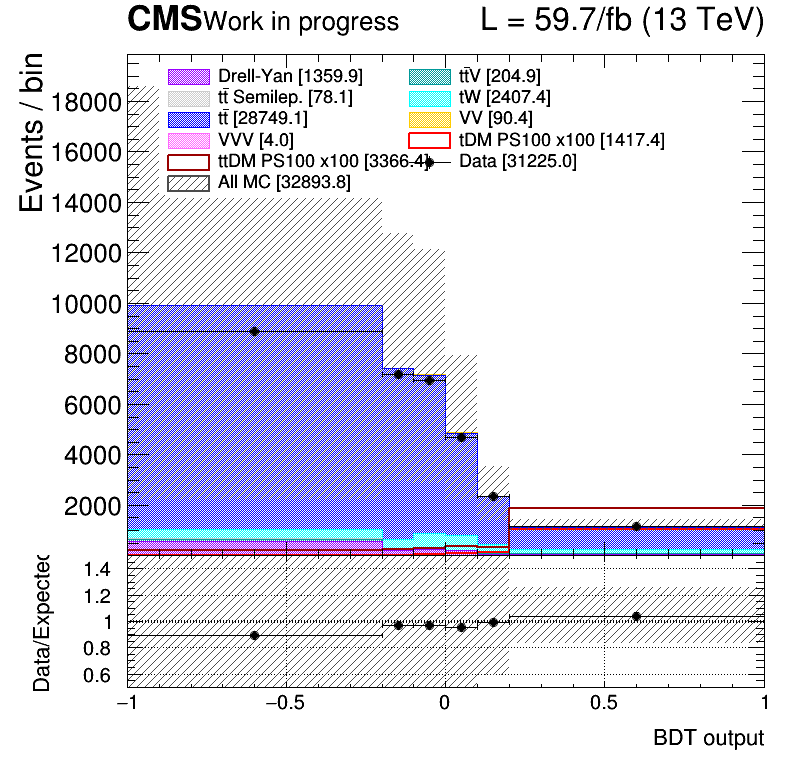 CMS Work in progress L = 59.7/fb (13 TeV)
Events / bin
Drell-Yan [1359.9] tt̄V [204.9]
tt̄ Semilep. [78.1] tW [2407.4]
tt̄ [28749.1] VV [90.4]
VVV [4.0] tDM PS100 x100 [1417.4]
ttDM PS100 x100 [3366.4] Data [31225.0]
All MC [32893.8]
18000
16000
14000
12000
10000
8000
6000
4000
2000
Data/Expected
1.4
1.2
1
0.8
0.6
−1 −0.5 0 0.5 1
BDT output